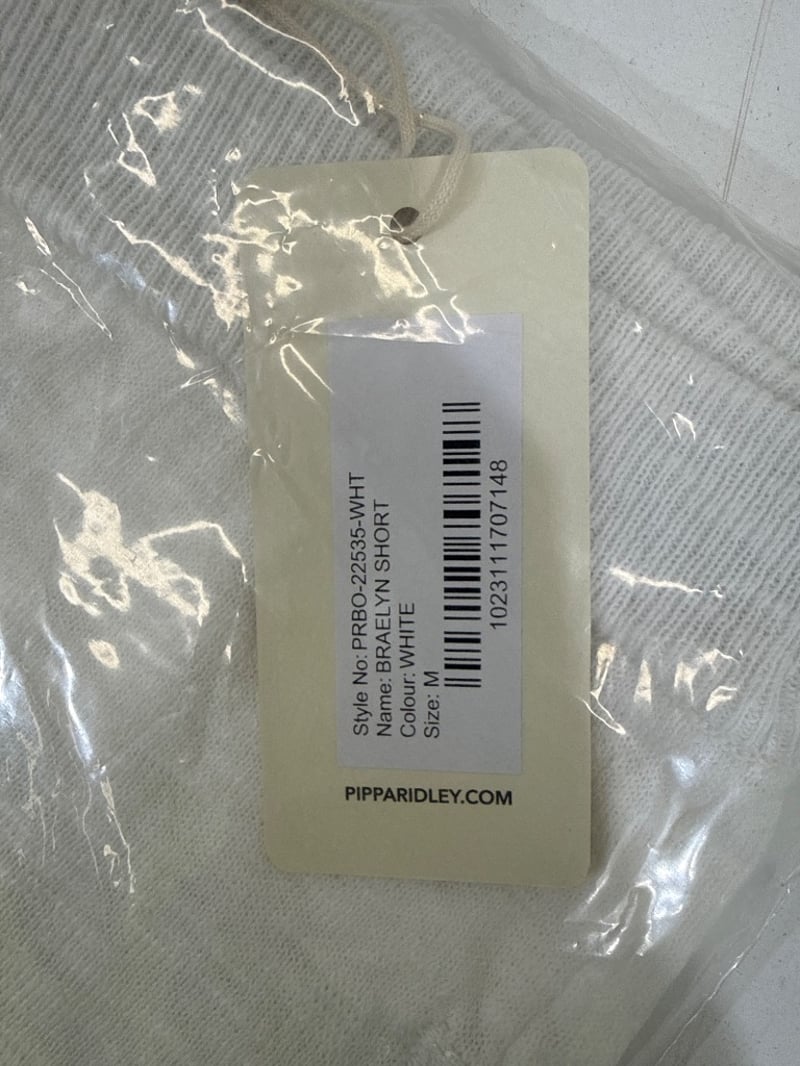 Style No: PRBO-22535-WHT
Name: BRAELYN SHORT
Colour: WHITE
Size: M
1023111707148
PIPPARIDLEY.COM